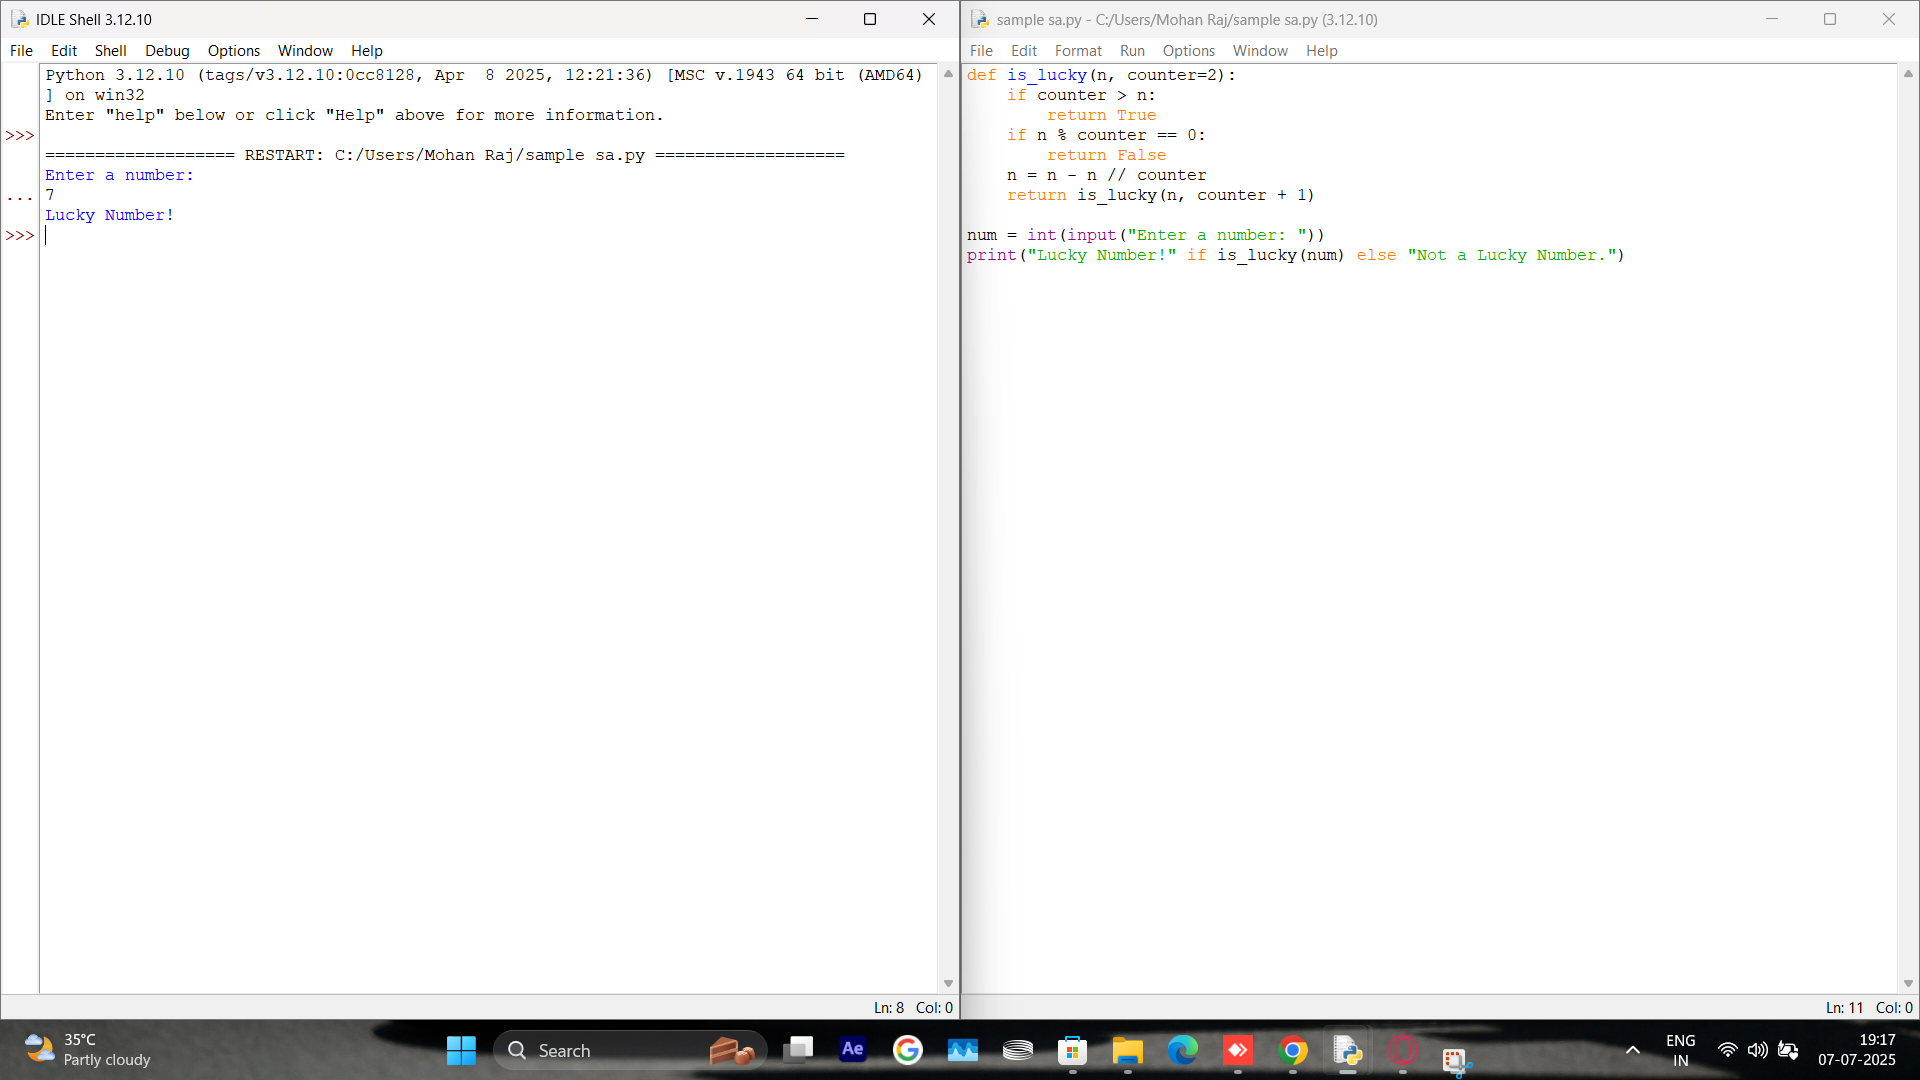 IDLE Shell 3.12.10
File Edit Shell Debug Options Window Help
Python 3.12.10 (tags/v3.12.10:0cc8128, Apr  8 2025, 12:21:36) [MSC v.1943 64 bit (AMD64)
] on win32
Enter "help" below or click "Help" above for more information.
>>>
=================== RESTART: C:/Users/Mohan Raj/sample sa.py ===================
Enter a number:
... 7
Lucky Number!
>>>
Ln: 8 Col: 0
sample sa.py - C:/Users/Mohan Raj/sample sa.py (3.12.10)
File Edit Format Run Options Window Help
def is_lucky(n, counter=2):
    if counter > n:
        return True
    if n % counter == 0:
        return False
    n = n - n // counter
    return is_lucky(n, counter + 1)
num = int(input("Enter a number: "))
print("Lucky Number!" if is_lucky(num) else "Not a Lucky Number.")
Ln: 11 Col: 0
35°C
Partly cloudy
Search
Ae
ENG
IN
19:17
07-07-2025